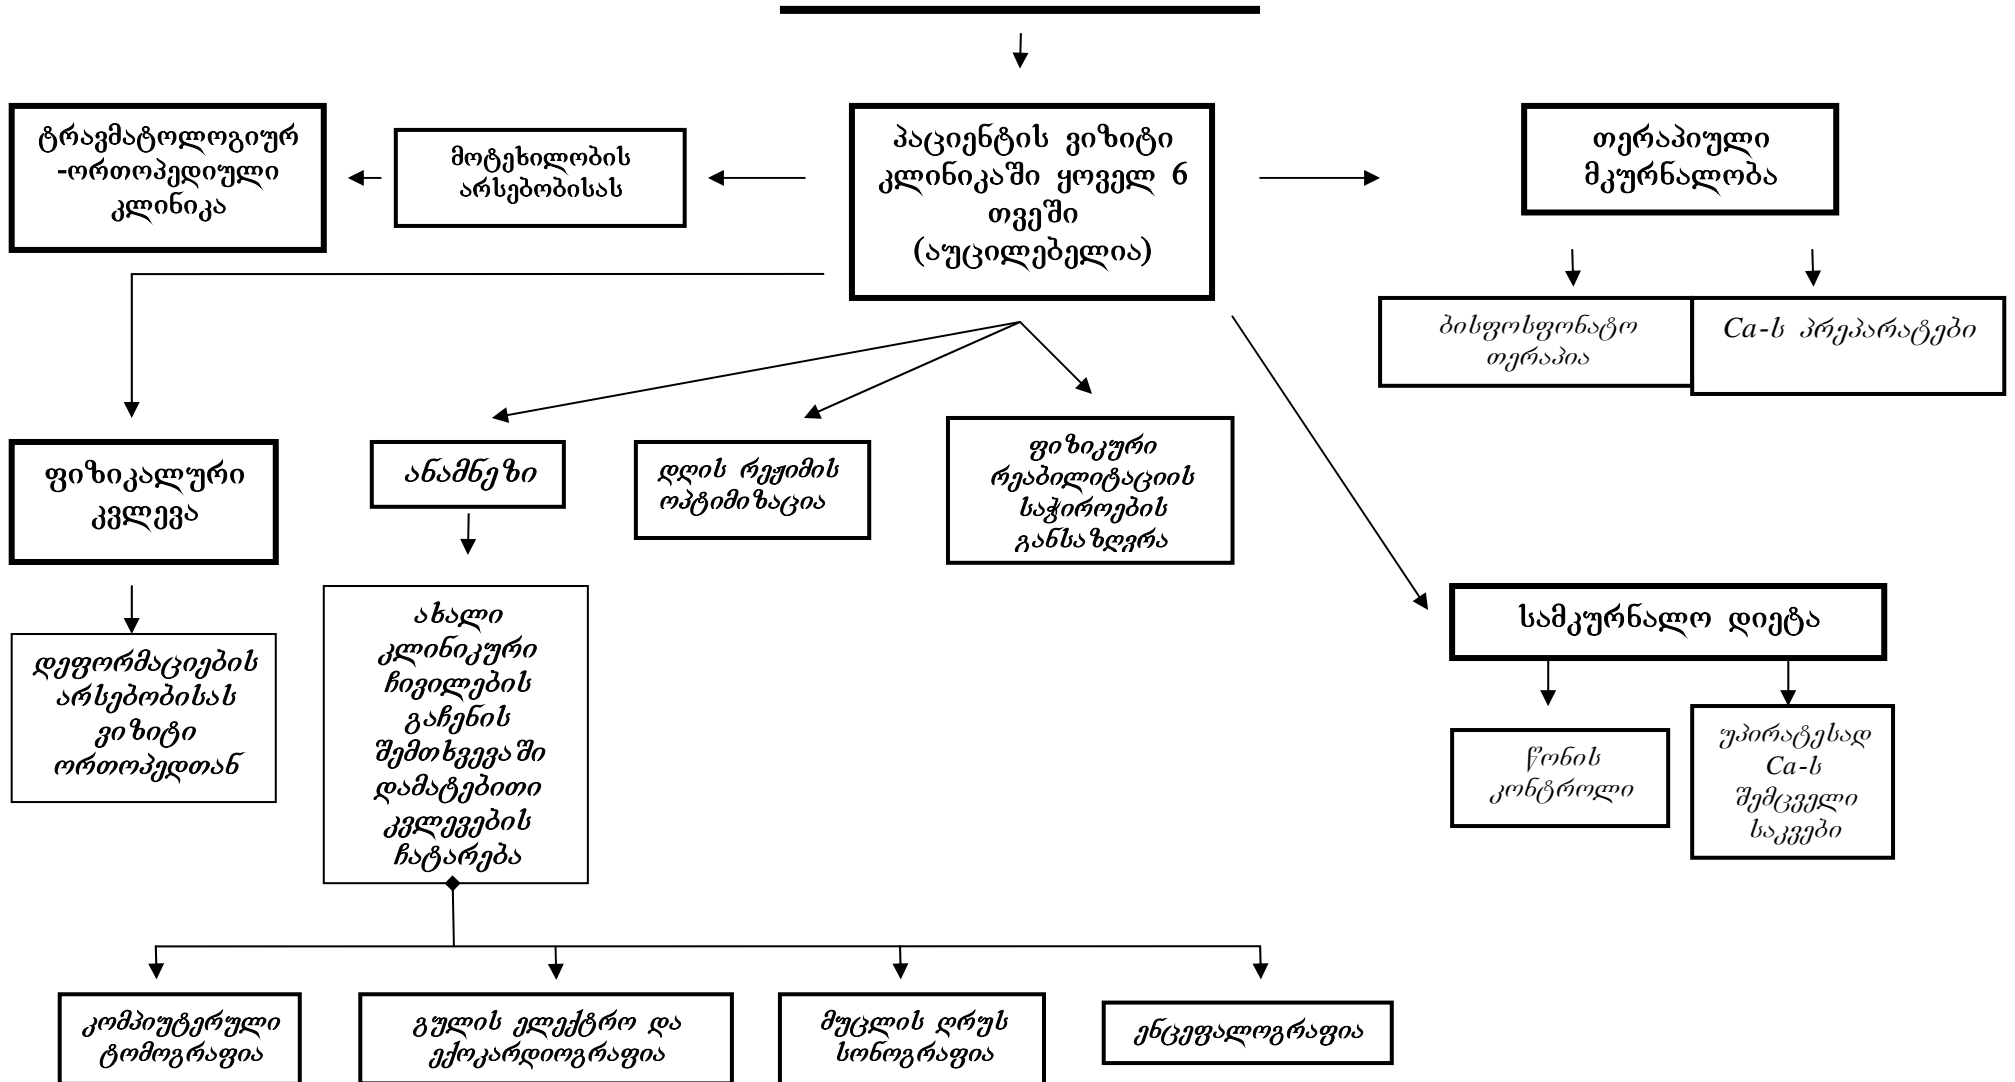 ტრავმატოლოგიურ
-ორთოპედიული
კლინიკა
მოტეხილობის
არსებობისას
პაციენტის ვიზიტი
კლინიკაში ყოველ 6
თვეში
(აუცილებელია)
თერაპიული
მკურნალობა
ბისფოსფონატო
თერაპია
Ca-ს პრეპარატები
ფიზიკალური
კვლევა
ანამნეზი
დღის რეჟიმის
ოპტიმიზაცია
ფიზიკური
რეაბილიტაციის
საჭიროების
განსაზღვრა
დეფორმაციების
არსებობისას
ვიზიტი
ორთოპედთან
ახალი
კლინიკური
ჩივილების
გაჩენის
შემთხვევაში
დამატებითი
კვლევების
ჩატარება
სამკურნალო დიეტა
წონის
კონტროლი
უპირატესად
Ca-ს
შემცველი
საკვები
კომპიუტერული
ტომოგრაფია
გულის ელექტრო და
ექოკარდიოგრაფია
მუცლის ღრუს
სონოგრაფია
ენცეფალოგრაფია